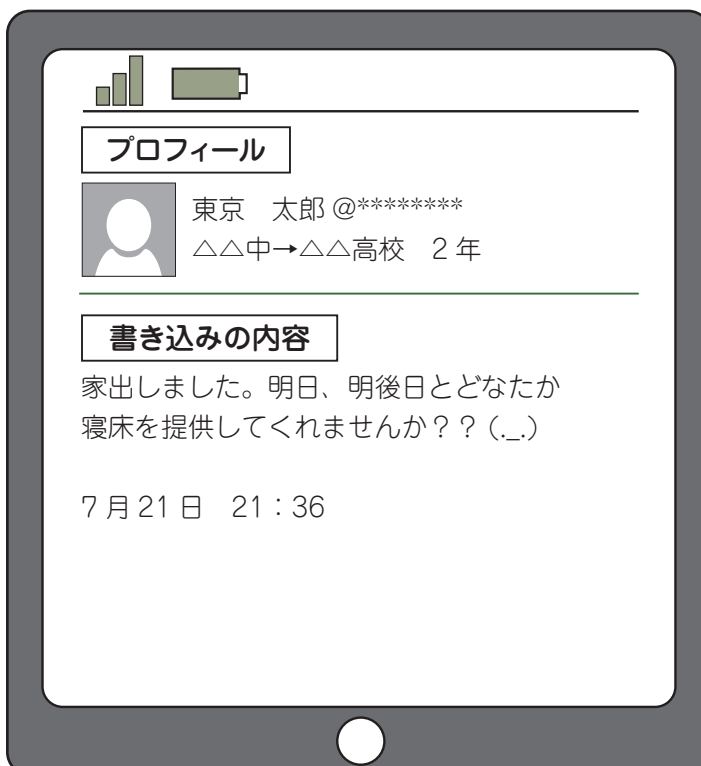 プロフィール
東京　太郎@********
△△中→△△高校　2年
書き込みの内容
家出しました。明日、明後日とどなたか
寝床を提供してくれませんか？？(._.)
7月21日　21：36